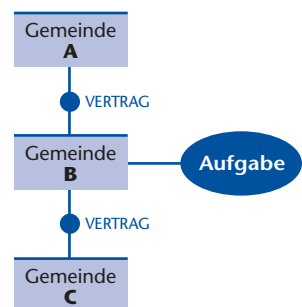 Gemeinde
A
VERTRAG
Gemeinde
B
Aufgabe
VERTRAG
Gemeinde
C